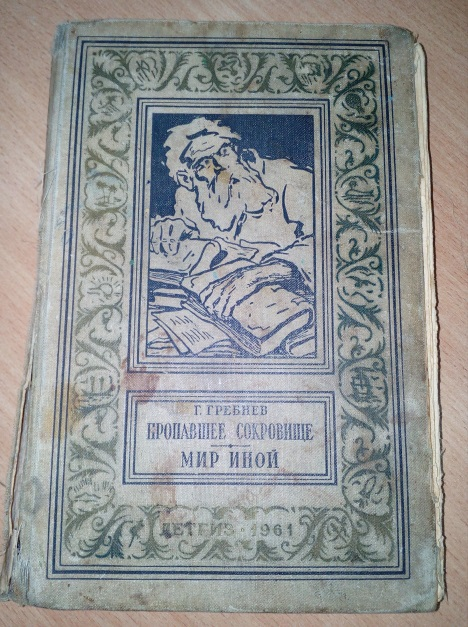 Г. ГРЕБНЕВ
ПРОПАВШЕЕ СОКРОВИЩЕ
МИР ИНОЙ
ДЕТГИЗ • 1961